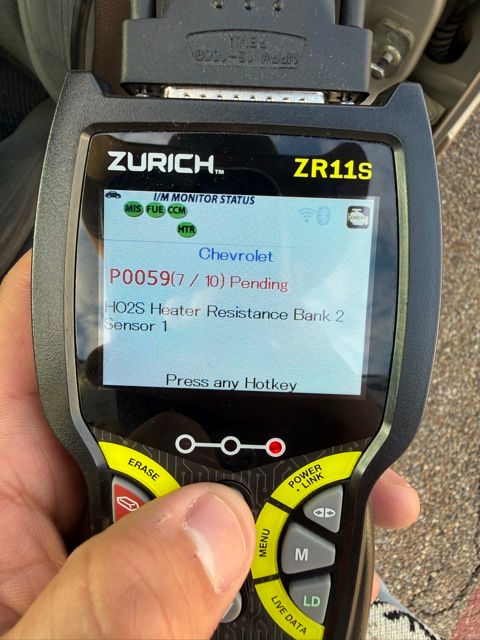 ZURICH™
ZR11S
I/M MONITOR STATUS
MIS FUE CCM
HTR
Chevrolet
P0059(7 / 10) Pending
HO2S Heater Resistance Bank 2
Sensor 1
Press any Hotkey
ERASE
POWER
LINK
MENU
M
LD
LIVE DATA